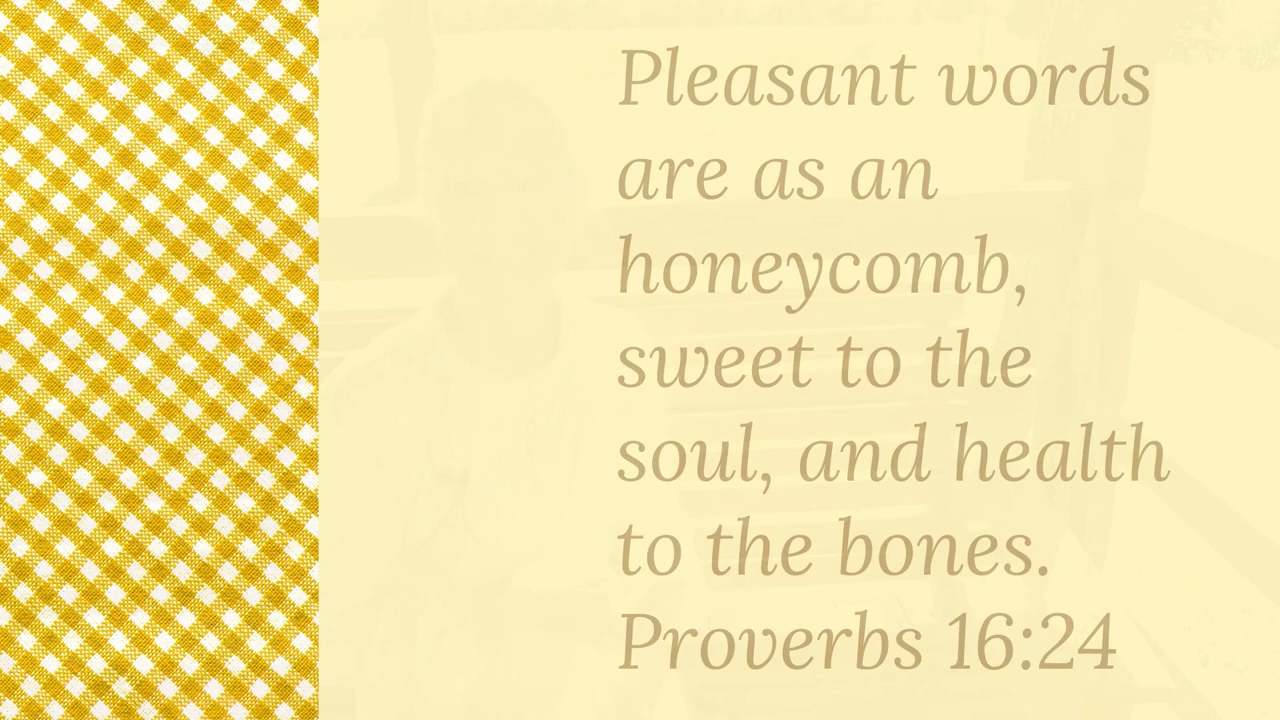 Pleasant words
are as an
honeycomb,
sweet to the
soul, and health
to the bones.
Proverbs 16:24